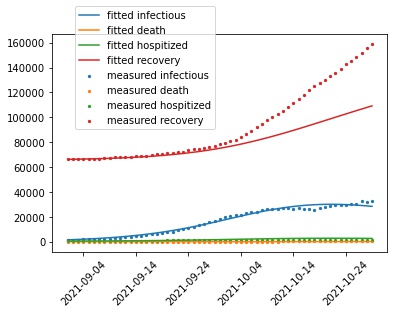 fitted infectious
fitted death
fitted hospitized
fitted recovery
measured infectious
measured death
measured hospitized
measured recovery
160000
140000
120000
100000
80000
60000
40000
20000
0
2021-09-04
2021-09-14
2021-09-24
2021-10-04
2021-10-14
2021-10-24